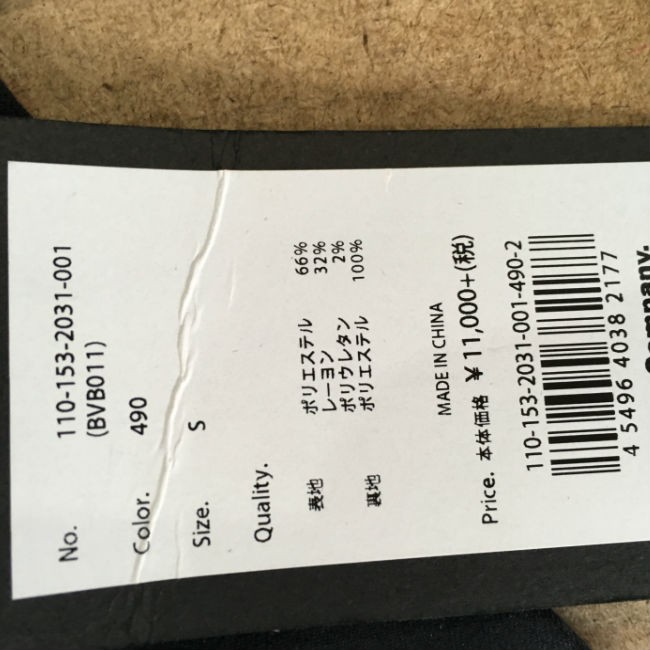 No. 110-153-2031-001
(BVB011)
Color. 490
Size. S
Quality.
表地 ポリエステル 66%
レーヨン 32%
ポリウレタン 2%
裏地 ポリエステル 100%
MADE IN CHINA
Price. 本体価格 ¥11,000+(税)
110-153-2031-001-490-2
4 54964 038 2177
Company.